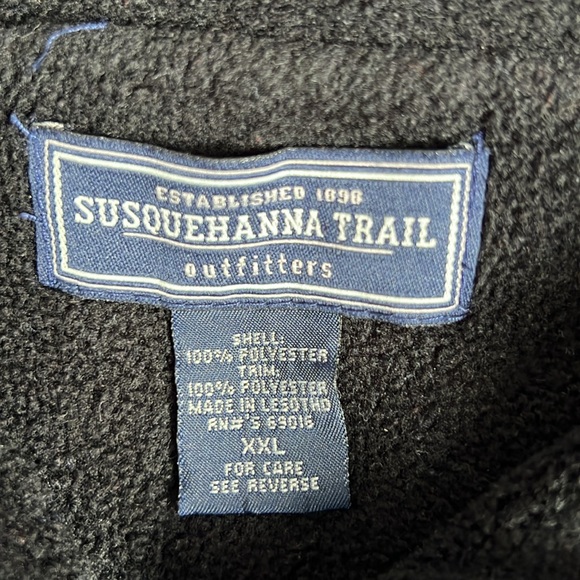 ESTABLISHED 1898
SUSQUEHANNA TRAIL
outfitters
SHELL:
100% POLYESTER
TRIM:
100% POLYESTER
MADE IN LESOTHO
RN#'S 69016
XXL
FOR CARE
SEE REVERSE